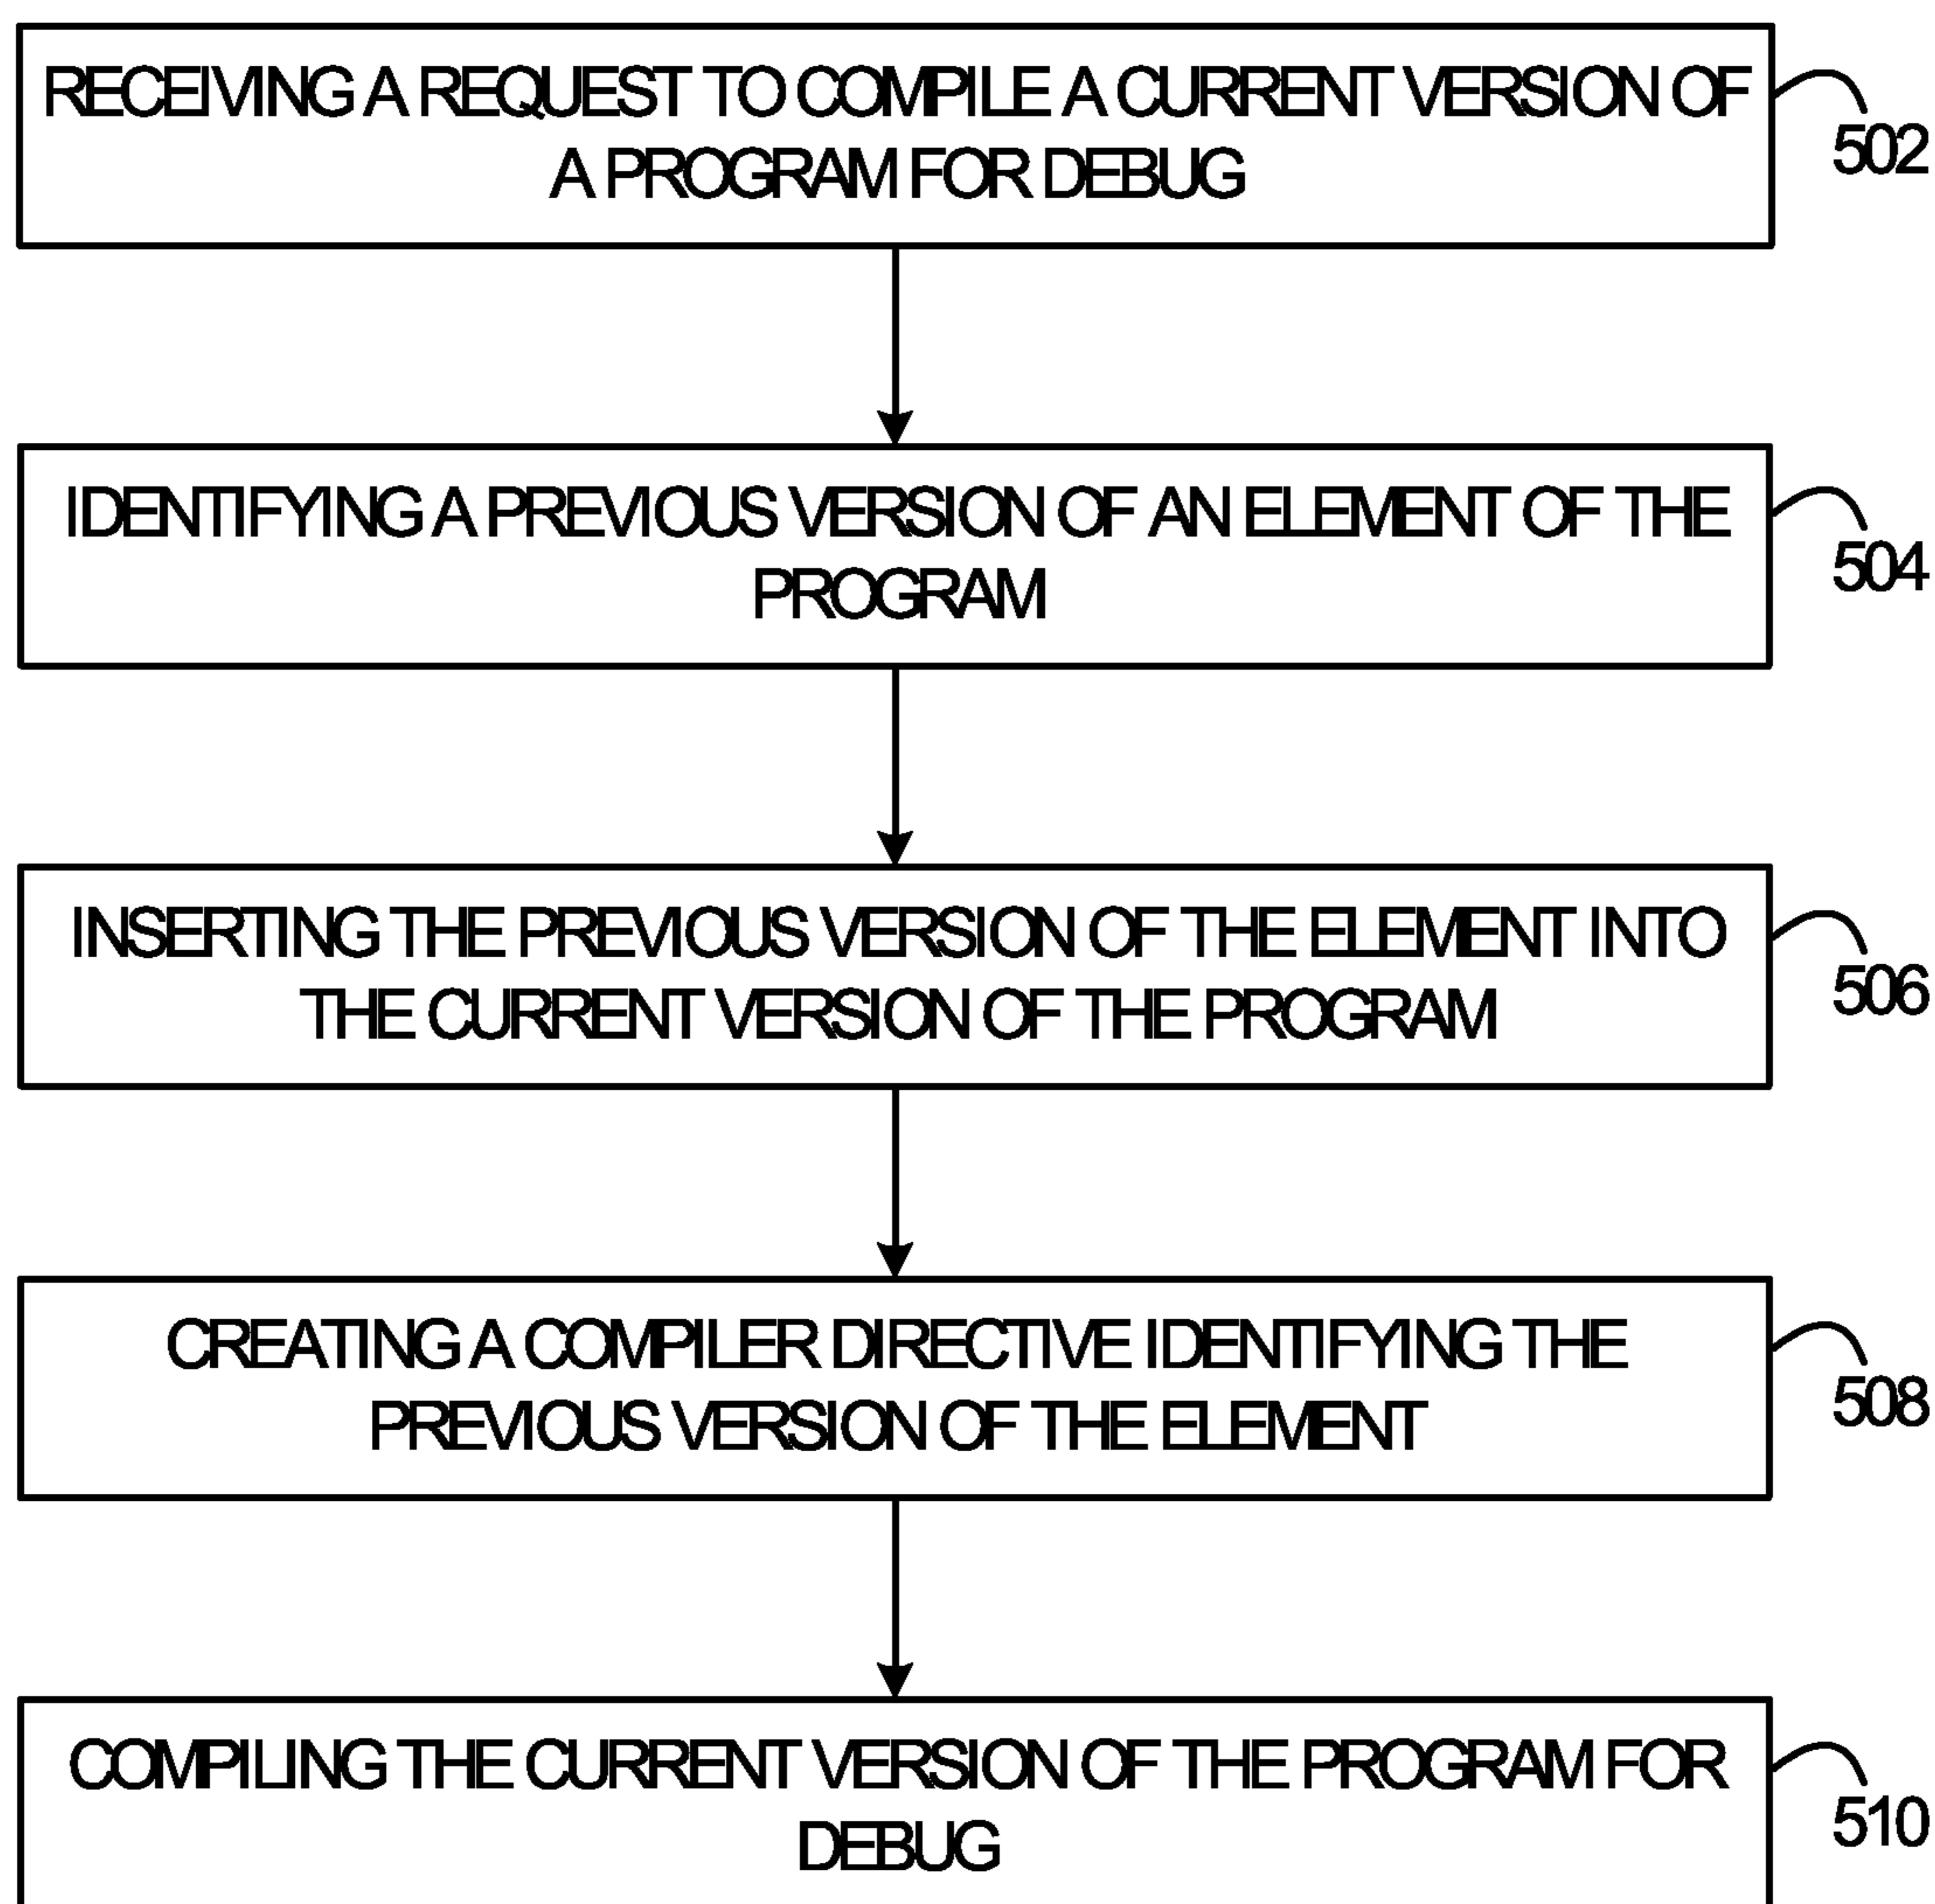 RECEIVING A REQUEST TO COMPILE A CURRENT VERSION OF
A PROGRAM FOR DEBUG
502
IDENTIFYING A PREVIOUS VERSION OF AN ELEMENT OF THE
PROGRAM
504
INSERTING THE PREVIOUS VERSION OF THE ELEMENT INTO
THE CURRENT VERSION OF THE PROGRAM
506
CREATING A COMPILER DIRECTIVE IDENTIFYING THE
PREVIOUS VERSION OF THE ELEMENT
508
COMPILING THE CURRENT VERSION OF THE PROGRAM FOR
DEBUG
510